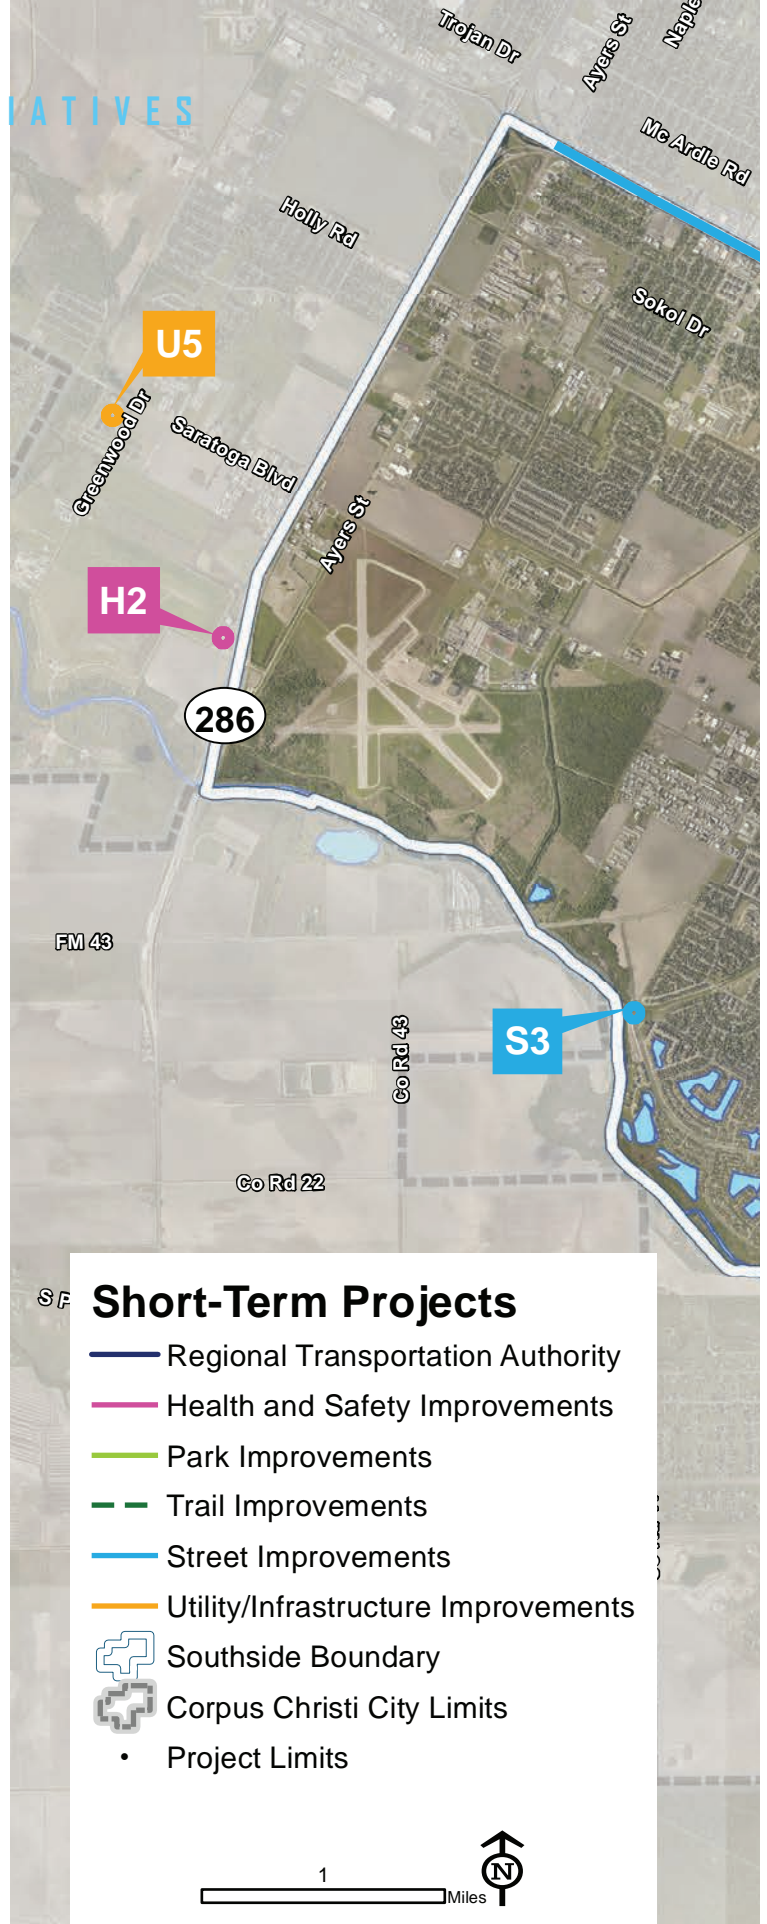 Trojan Dr
Ayers St
IATIVES
Mc Ardle Rd
Holly Rd
Sokol Dr
U5
Greenwood Dr
Saratoga Blvd
Ayers St
H2
286
FM 43
S3
Co Rd 43
Co Rd 22
S P
Short-Term Projects
Regional Transportation Authority
Health and Safety Improvements
Park Improvements
Trail Improvements
Street Improvements
Utility/Infrastructure Improvements
Southside Boundary
Corpus Christi City Limits
Project Limits
1
Miles
N